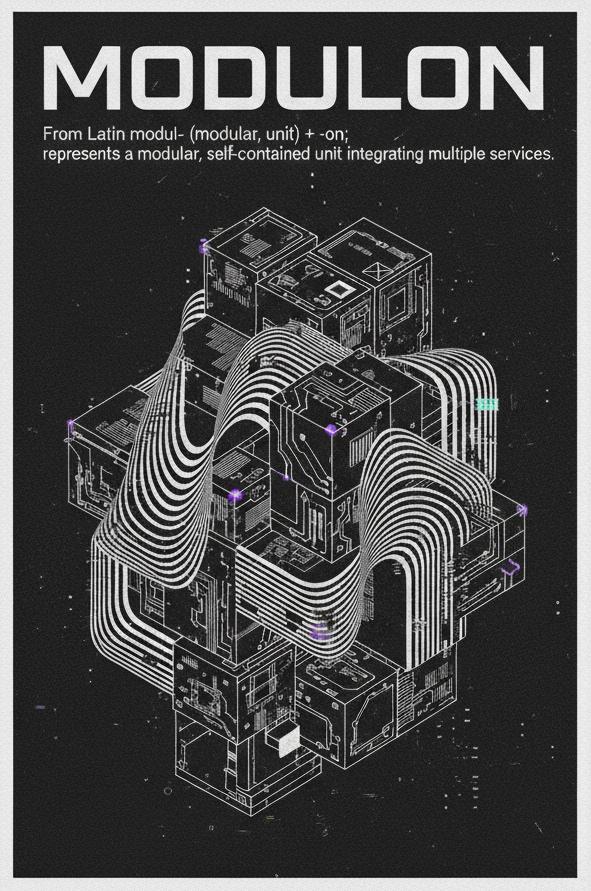 MODULON
From Latin modul- (modular, unit) + -on;
represents a modular, self-contained unit integrating multiple services.